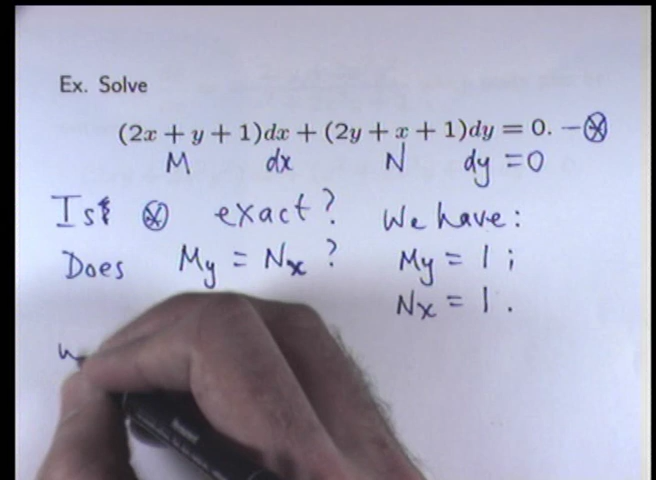 Ex. Solve
(2x + y + 1)dx + (2y + x + 1)dy = 0. — ⊛
M dx N dy = 0
Is ⊛ exact? We have:
Does My = Nx ? My = 1 ;
Nx = 1 .